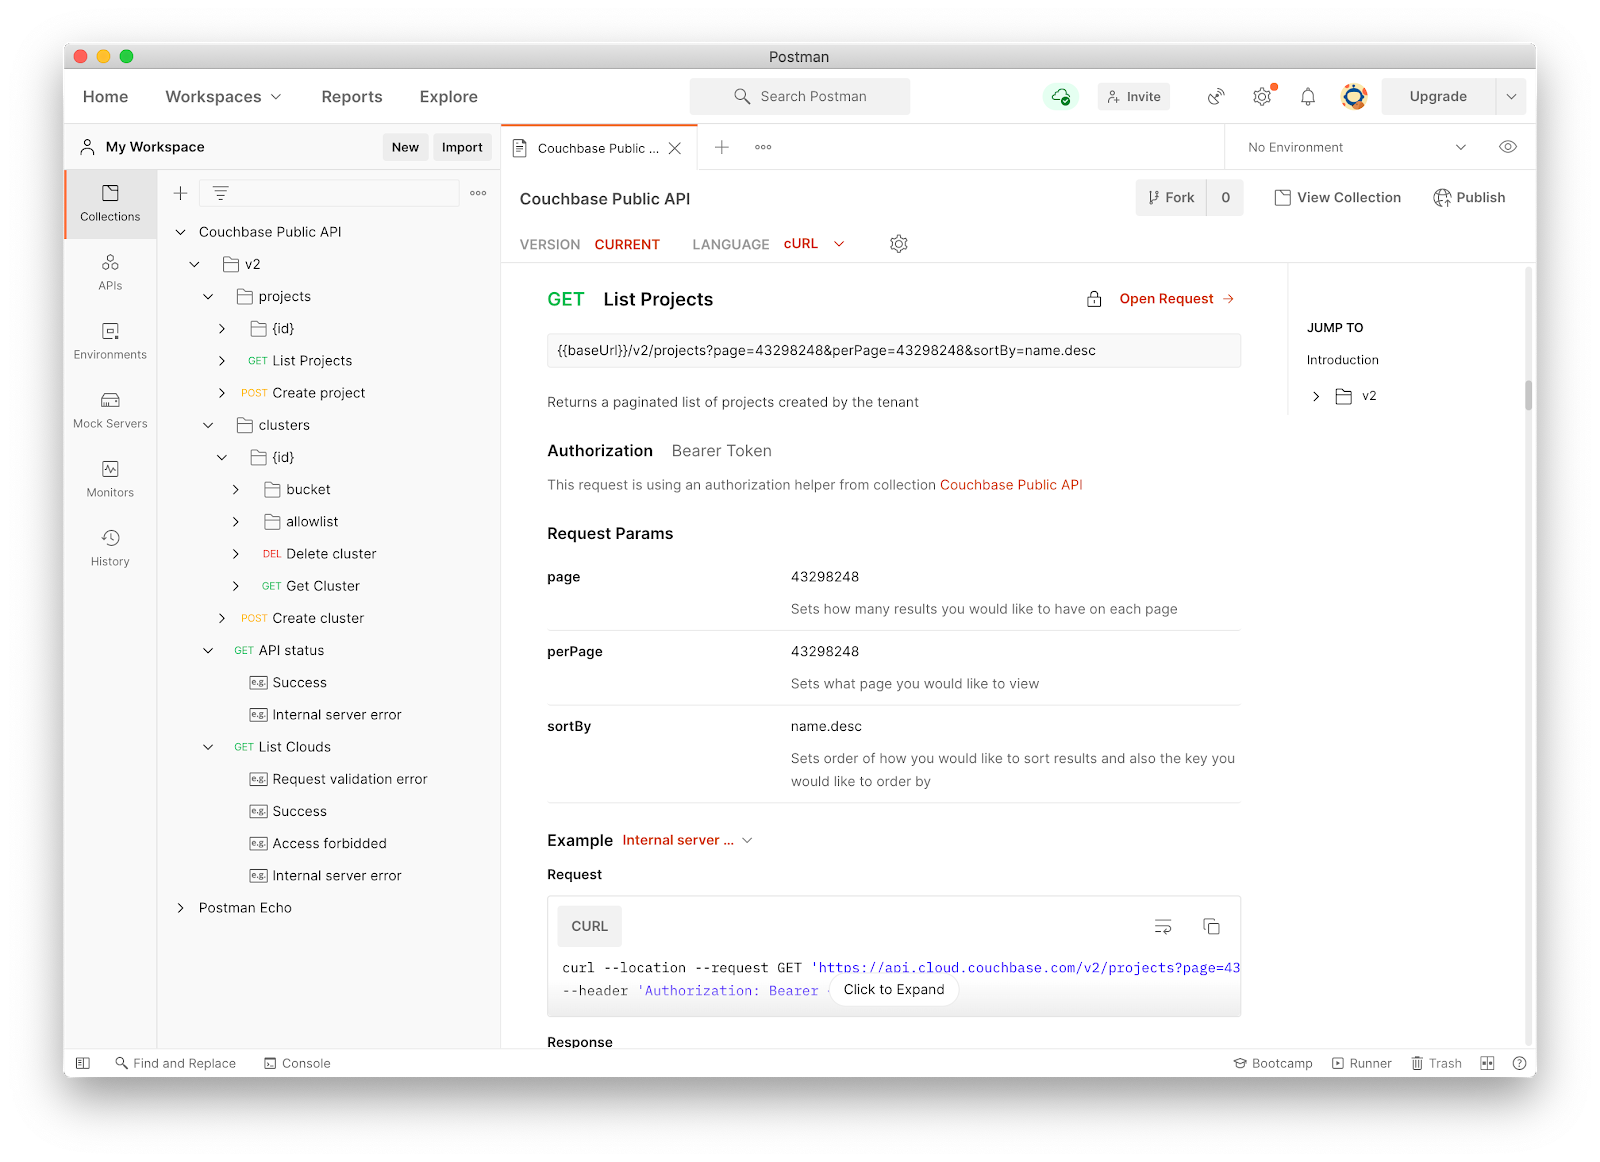 Postman
Home Workspaces Reports Explore
Search Postman
Invite
Upgrade
My Workspace New Import
Couchbase Public ...
No Environment
Collections
APIs
Environments
Mock Servers
Monitors
History
Couchbase Public API
v2
projects
{id}
GET List Projects
POST Create project
clusters
{id}
bucket
allowlist
DEL Delete cluster
GET Get Cluster
POST Create cluster
GET API status
e.g. Success
e.g. Internal server error
GET List Clouds
e.g. Request validation error
e.g. Success
e.g. Access forbidded
e.g. Internal server error
Postman Echo
Couchbase Public API
Fork 0 View Collection Publish
VERSION CURRENT LANGUAGE cURL
GET List Projects
Open Request →
{{baseUrl}}/v2/projects?page=43298248&perPage=43298248&sortBy=name.desc
Returns a paginated list of projects created by the tenant
Authorization Bearer Token
This request is using an authorization helper from collection Couchbase Public API
Request Params
page 43298248
Sets how many results you would like to have on each page
perPage 43298248
Sets what page you would like to view
sortBy name.desc
Sets order of how you would like to sort results and also the key you
would like to order by
Example Internal server ...
Request
CURL
curl --location --request GET 'https://api.cloud.couchbase.com/v2/projects?page=43
--header 'Authorization: Bearer
Click to Expand
Response
JUMP TO
Introduction
v2
Find and Replace Console
Bootcamp Runner Trash